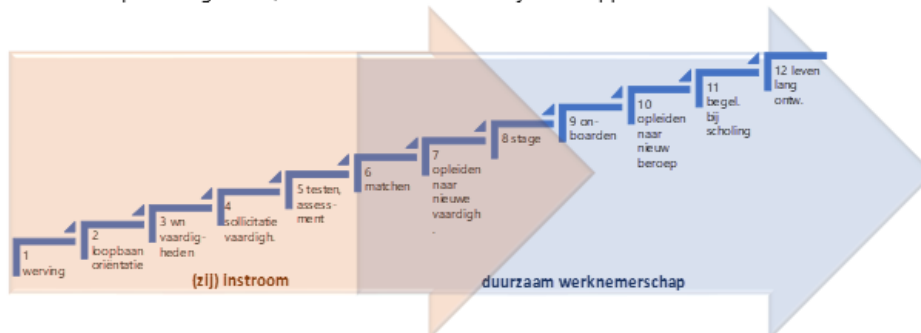 1
werving
2
loopbaan
oriëntatie
3 wn
vaardig-
heden
4
sollicitatie
vaardigh.
5 testen,
assess-
ment
6
matchen
7
opleiden
naar
nieuwe
vaardigh
.
8 stage
9 on-
boarden
10
opleiden
naar
nieuw
beroep
11
begel.
bij
scholing
12 leven
lang
ontw.
(zij) instroom
duurzaam werknemerschap